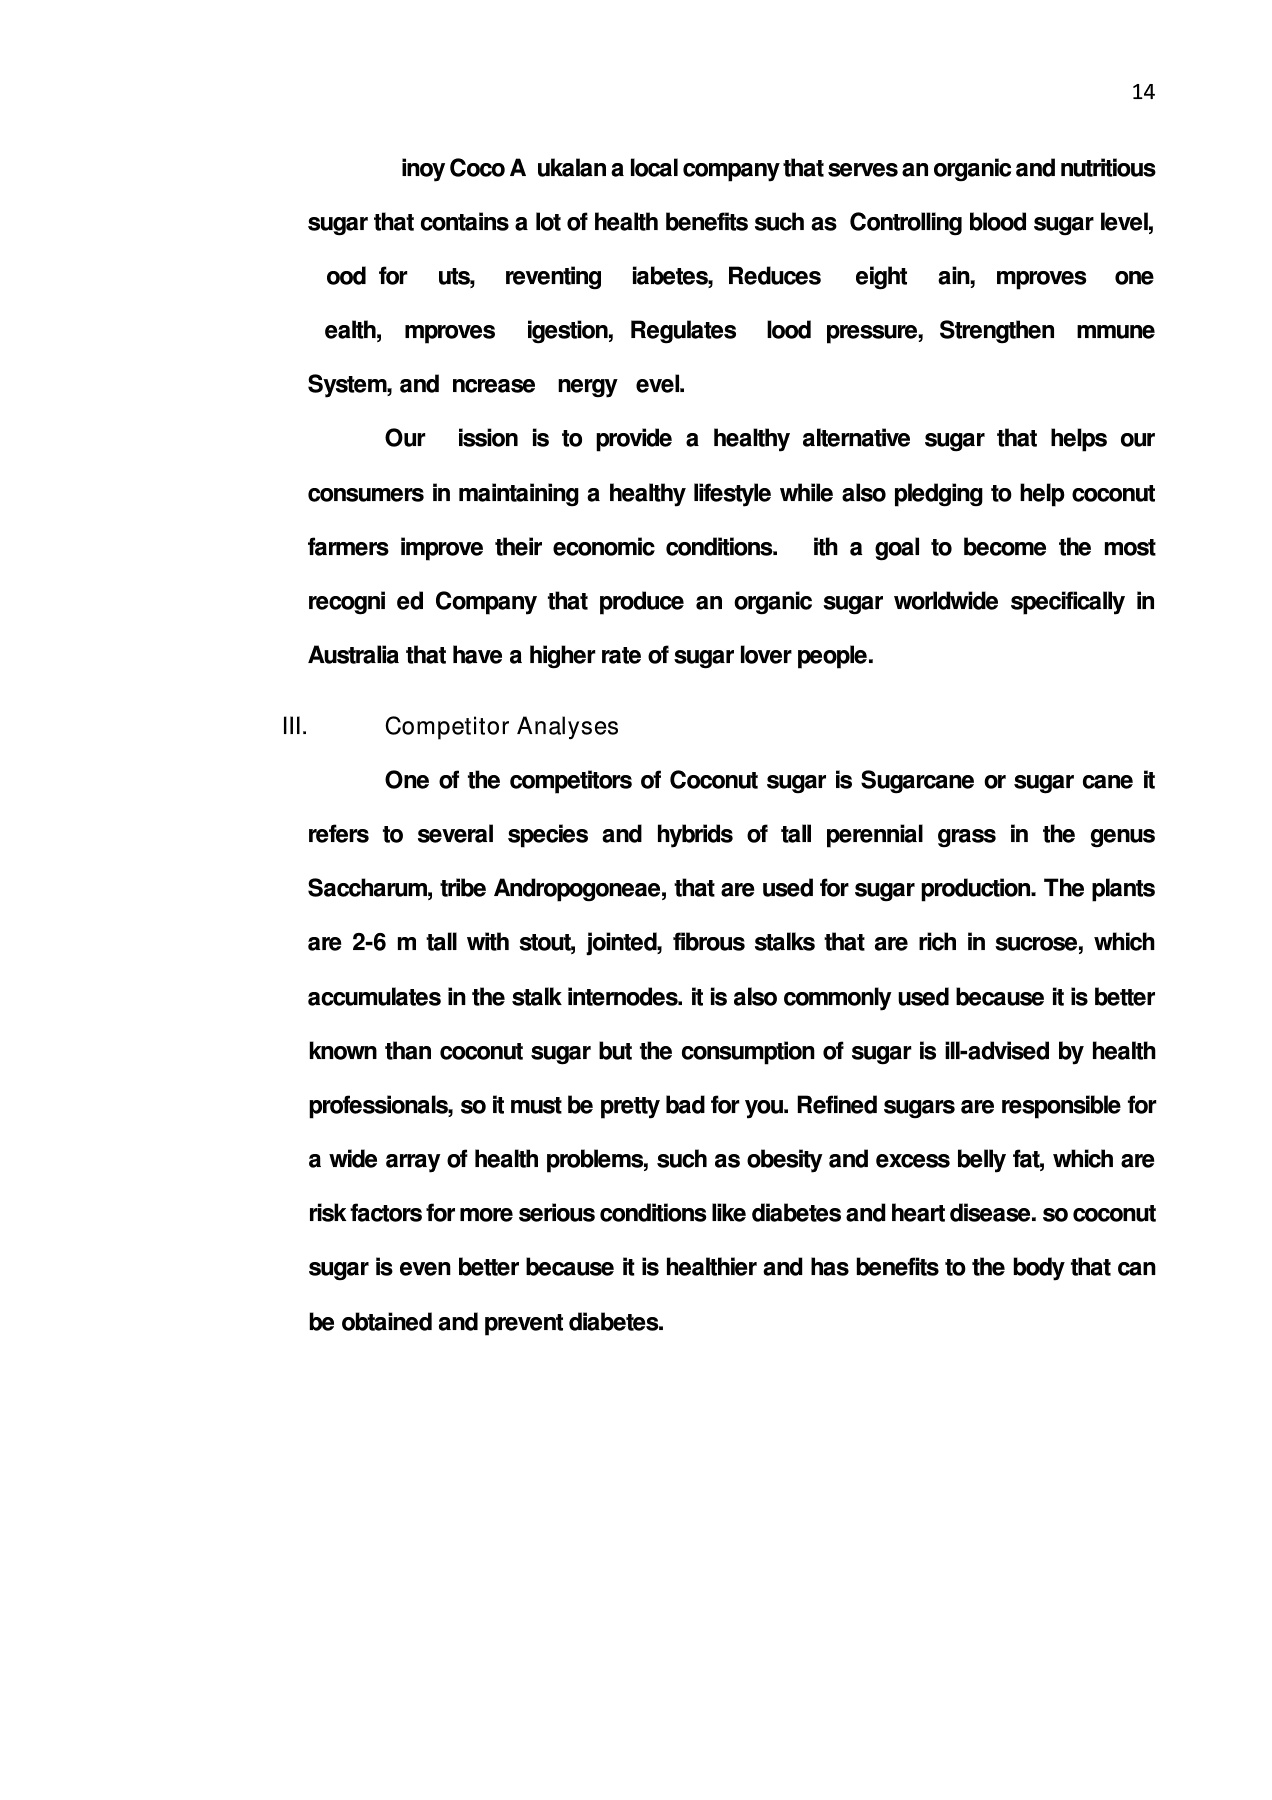 14
inoy Coco A ukalan a local company that serves an organic and nutritious
sugar that contains a lot of health benefits such as Controlling blood sugar level,
ood for uts, reventing iabetes, Reduces eight ain, mproves one
ealth, mproves igestion, Regulates lood pressure, Strengthen mmune
System, and ncrease nergy evel.
Our ission is to provide a healthy alternative sugar that helps our
consumers in maintaining a healthy lifestyle while also pledging to help coconut
farmers improve their economic conditions. ith a goal to become the most
recogni ed Company that produce an organic sugar worldwide specifically in
Australia that have a higher rate of sugar lover people.
III. Competitor Analyses
One of the competitors of Coconut sugar is Sugarcane or sugar cane it
refers to several species and hybrids of tall perennial grass in the genus
Saccharum, tribe Andropogoneae, that are used for sugar production. The plants
are 2-6 m tall with stout, jointed, fibrous stalks that are rich in sucrose, which
accumulates in the stalk internodes. it is also commonly used because it is better
known than coconut sugar but the consumption of sugar is ill-advised by health
professionals, so it must be pretty bad for you. Refined sugars are responsible for
a wide array of health problems, such as obesity and excess belly fat, which are
risk factors for more serious conditions like diabetes and heart disease. so coconut
sugar is even better because it is healthier and has benefits to the body that can
be obtained and prevent diabetes.